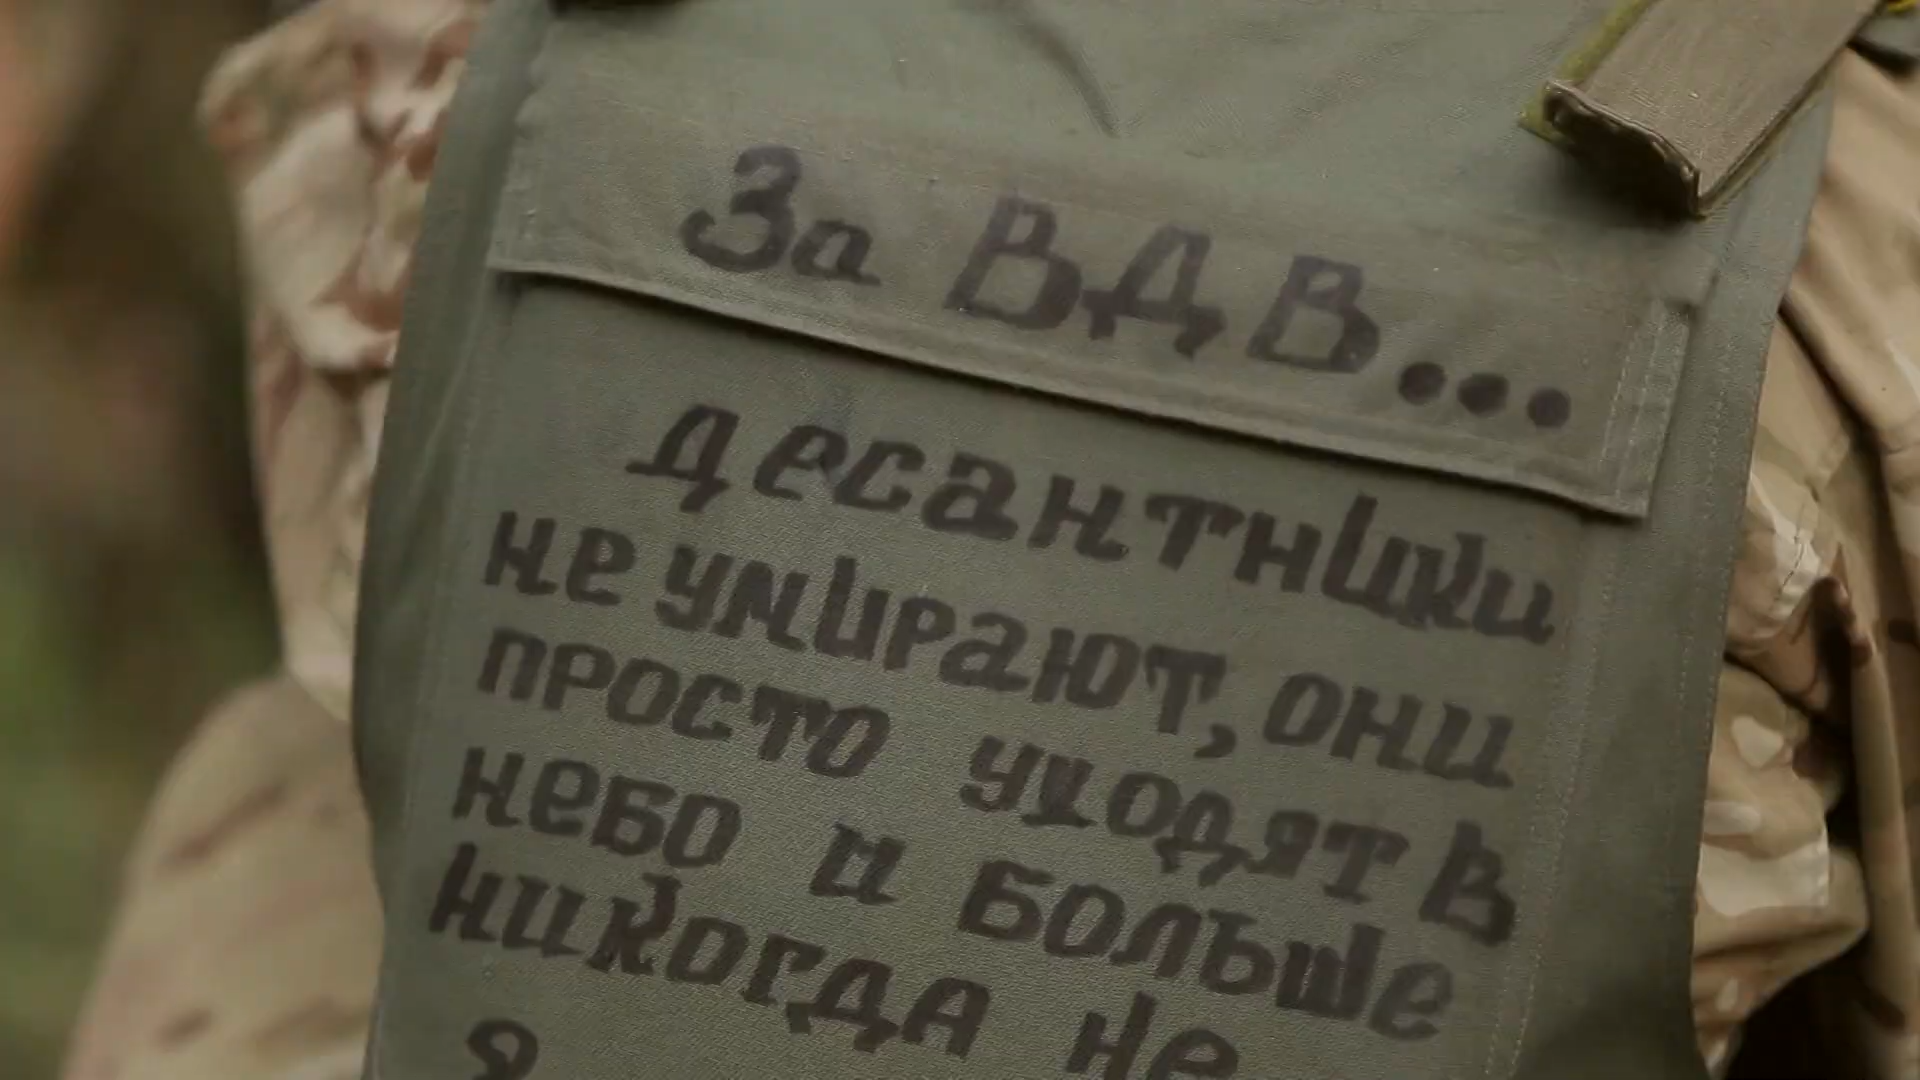 За ВДВ...
десантники
не умирают, они
просто уходят в
небо и больше
никогда не